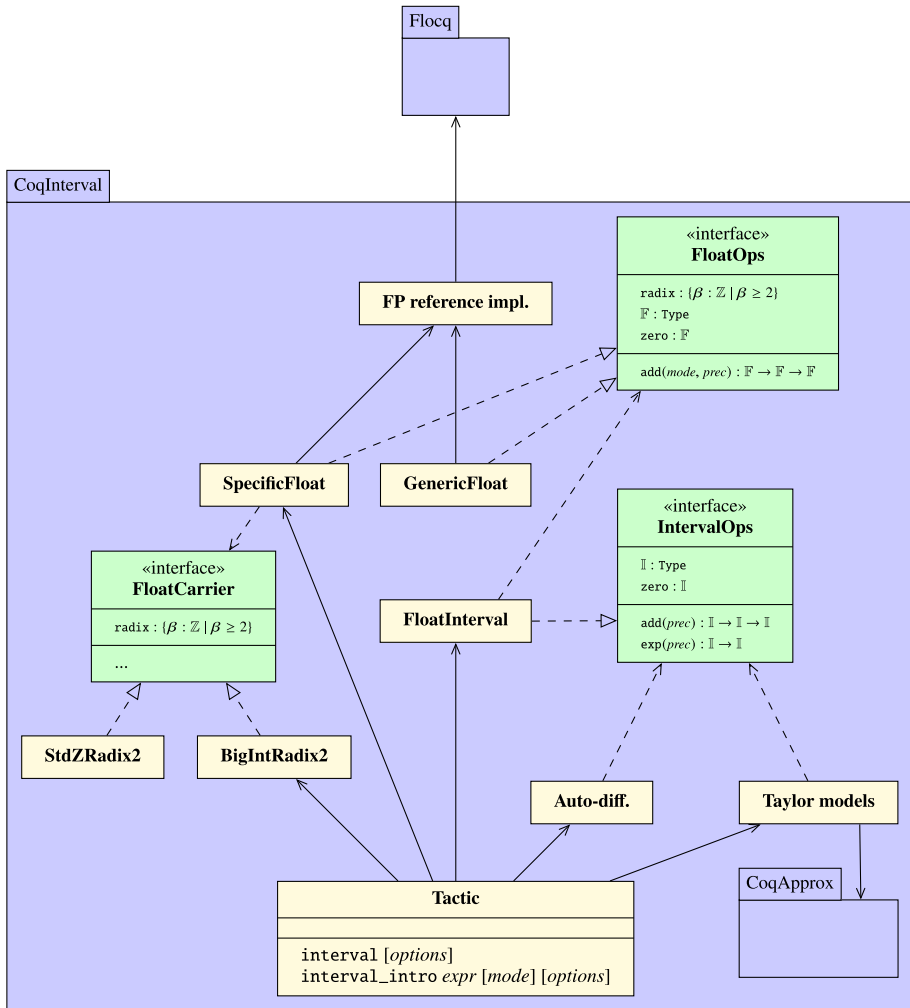 Flocq
CoqInterval
«interface»
FloatOps
radix : {β : ℤ | β ≥ 2}
𝔽 : Type
zero : 𝔽
add(mode, prec) : 𝔽 → 𝔽 → 𝔽
FP reference impl.
SpecificFloat
GenericFloat
«interface»
IntervalOps
𝕀 : Type
zero : 𝕀
add(prec) : 𝕀 → 𝕀 → 𝕀
exp(prec) : 𝕀 → 𝕀
«interface»
FloatCarrier
radix : {β : ℤ | β ≥ 2}
...
FloatInterval
StdZRadix2
BigIntRadix2
Auto-diff.
Taylor models
CoqApprox
Tactic
interval [options]
interval_intro expr [mode] [options]